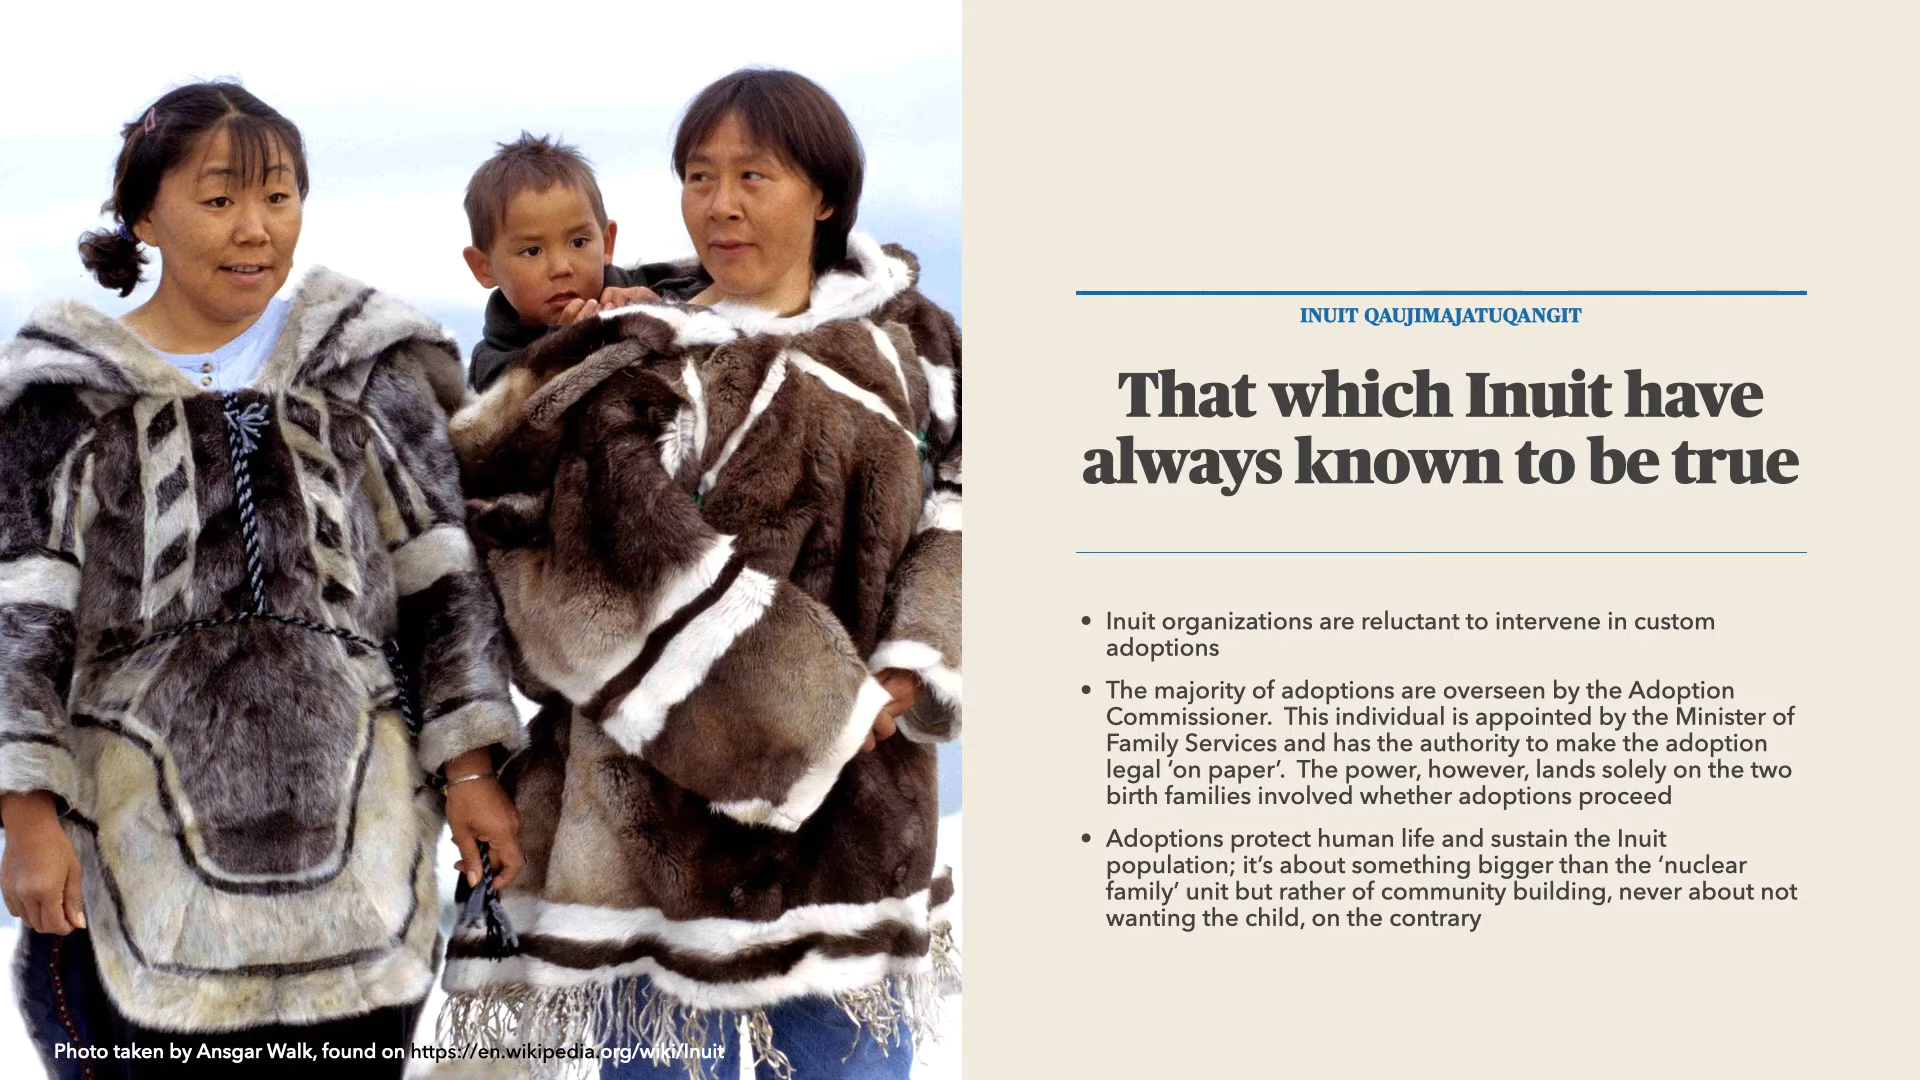 INUIT QAUJIMAJATUQANGIT
That which Inuit have
always known to be true
• Inuit organizations are reluctant to intervene in custom
adoptions
• The majority of adoptions are overseen by the Adoption
Commissioner.  This individual is appointed by the Minister of
Family Services and has the authority to make the adoption
legal ‘on paper’.  The power, however, lands solely on the two
birth families involved whether adoptions proceed
• Adoptions protect human life and sustain the Inuit
population; it’s about something bigger than the ‘nuclear
family’ unit but rather of community building, never about not
wanting the child, on the contrary
Photo taken by Ansgar Walk, found on https://en.wikipedia.org/wiki/Inuit